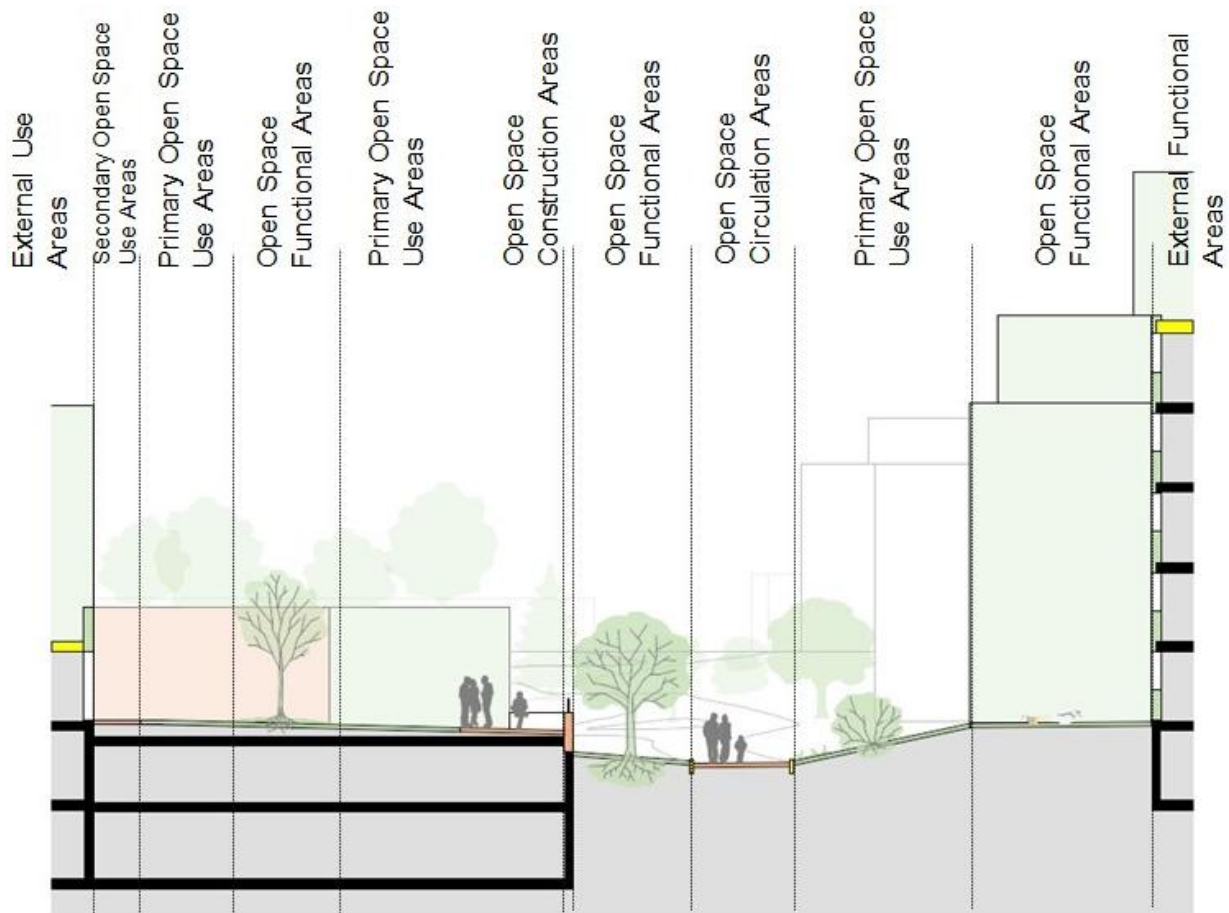 External Use
Areas
Secondary Open Space
Use Areas
Primary Open Space
Use Areas
Open Space
Functional Areas
Primary Open Space
Use Areas
Open Space
Construction Areas
Open Space
Functional Areas
Open Space
Circulation Areas
Primary Open Space
Use Areas
Open Space
Functional Areas
External Functional
Areas